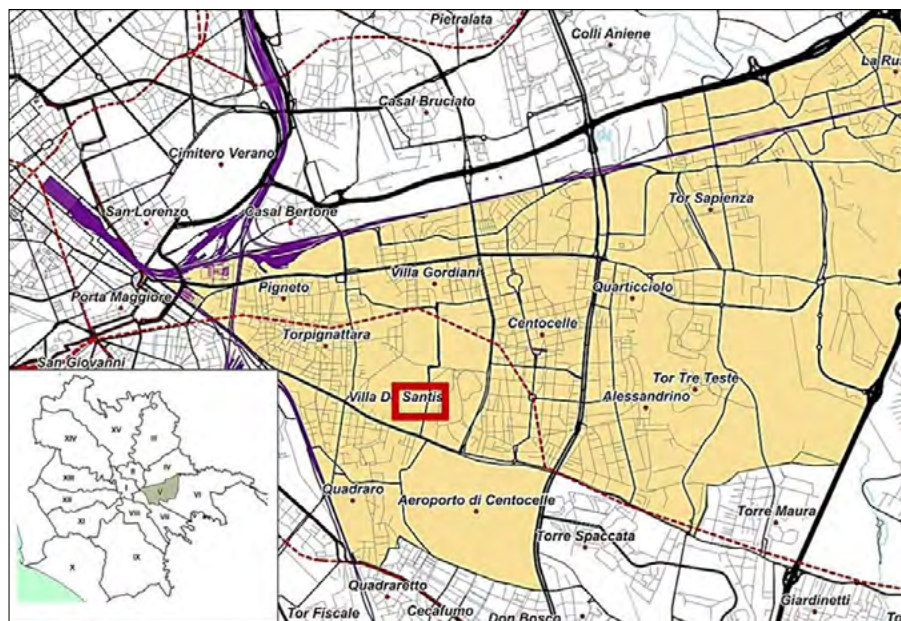 Pietralata
Colli Aniene
La Rus
Casal Bruciato
Cimitero Verano
San Lorenzo
Casal Bertone
Tor Sapienza
Villa Gordiani
Pigneto
Quarticciolo
Porta Maggiore
Torpignattara
Centocelle
San Giovanni
Tor Tre Teste
Villa De Santis
Alessandrino
Quadraro
Aeroporto di Centocelle
Torre Maura
Torre Spaccata
Quadraretto
Giardinetti
Tor Fiscale
Cecafumo
Don Bosco
To
XV
III
XIV
IV
II
XIII
I
V
VI
XII
VIII
VII
XI
IX
X